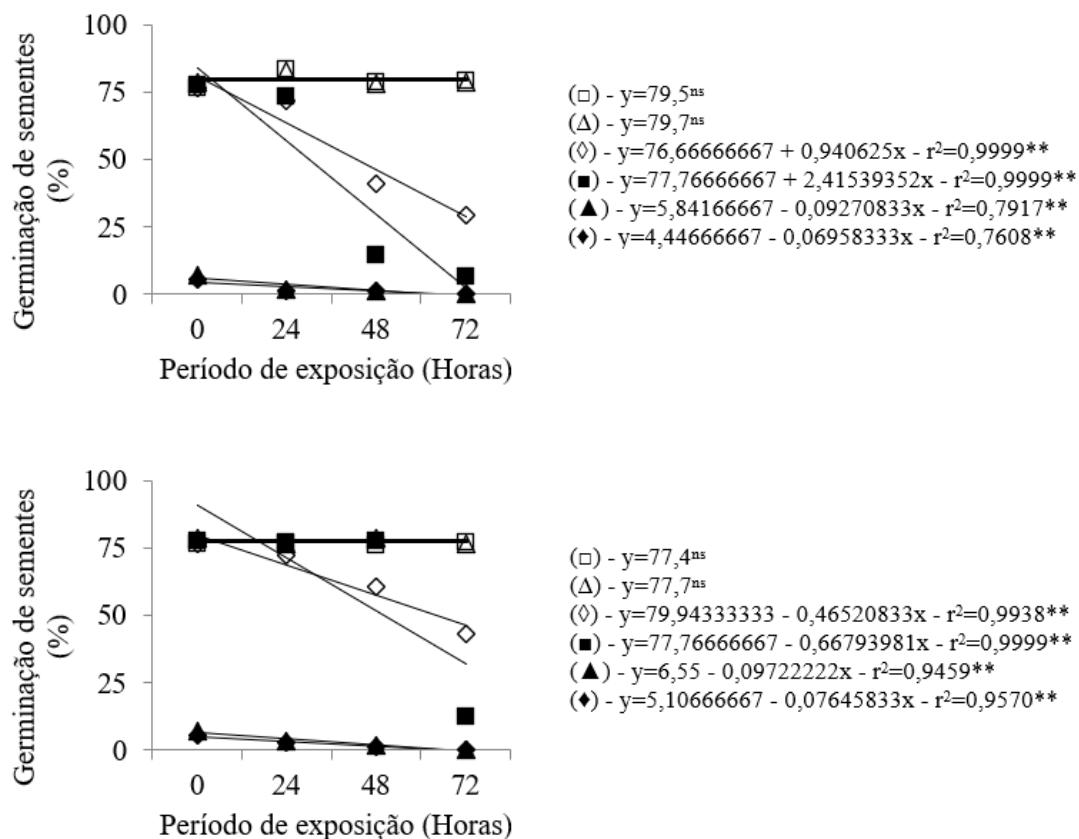 Germinação de sementes
(%)
100
75
50
25
0
0 24 48 72
Período de exposição (Horas)
(□) - y=79,5ⁿˢ
(Δ) - y=79,7ⁿˢ
(◊) - y=76,66666667 + 0,940625x - r²=0,9999**
(■) - y=77,76666667 + 2,41539352x - r²=0,9999**
(▲) - y=5,84166667 - 0,09270833x - r²=0,7917**
(♦) - y=4,44666667 - 0,06958333x - r²=0,7608**
Germinação de sementes
(%)
100
75
50
25
0
0 24 48 72
Período de exposição (Horas)
(□) - y=77,4ⁿˢ
(Δ) - y=77,7ⁿˢ
(◊) - y=79,94333333 - 0,46520833x - r²=0,9938**
(■) - y=77,76666667 - 0,66793981x - r²=0,9999**
(▲) - y=6,55 - 0,09722222x - r²=0,9459**
(♦) - y=5,10666667 - 0,07645833x - r²=0,9570**